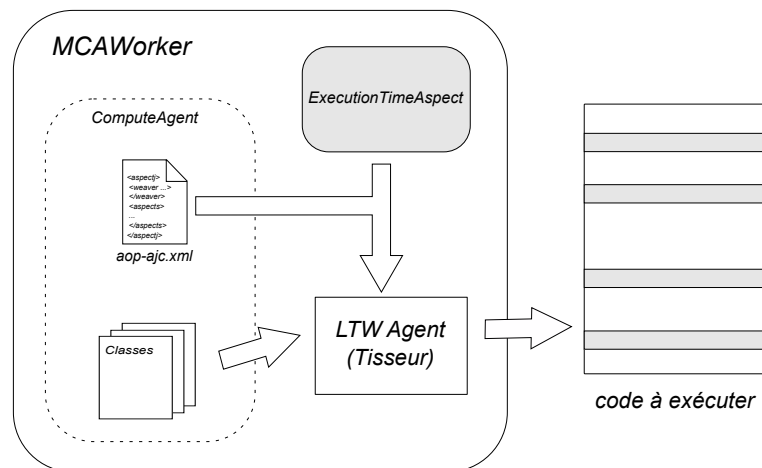 MCAWorker
ExecutionTimeAspect
ComputeAgent
<aspectj>
<weaver ...>
</weaver>
<aspects>
...
</aspects>
</aspectj>
aop-ajc.xml
Classes
LTW Agent
(Tisseur)
code à exécuter